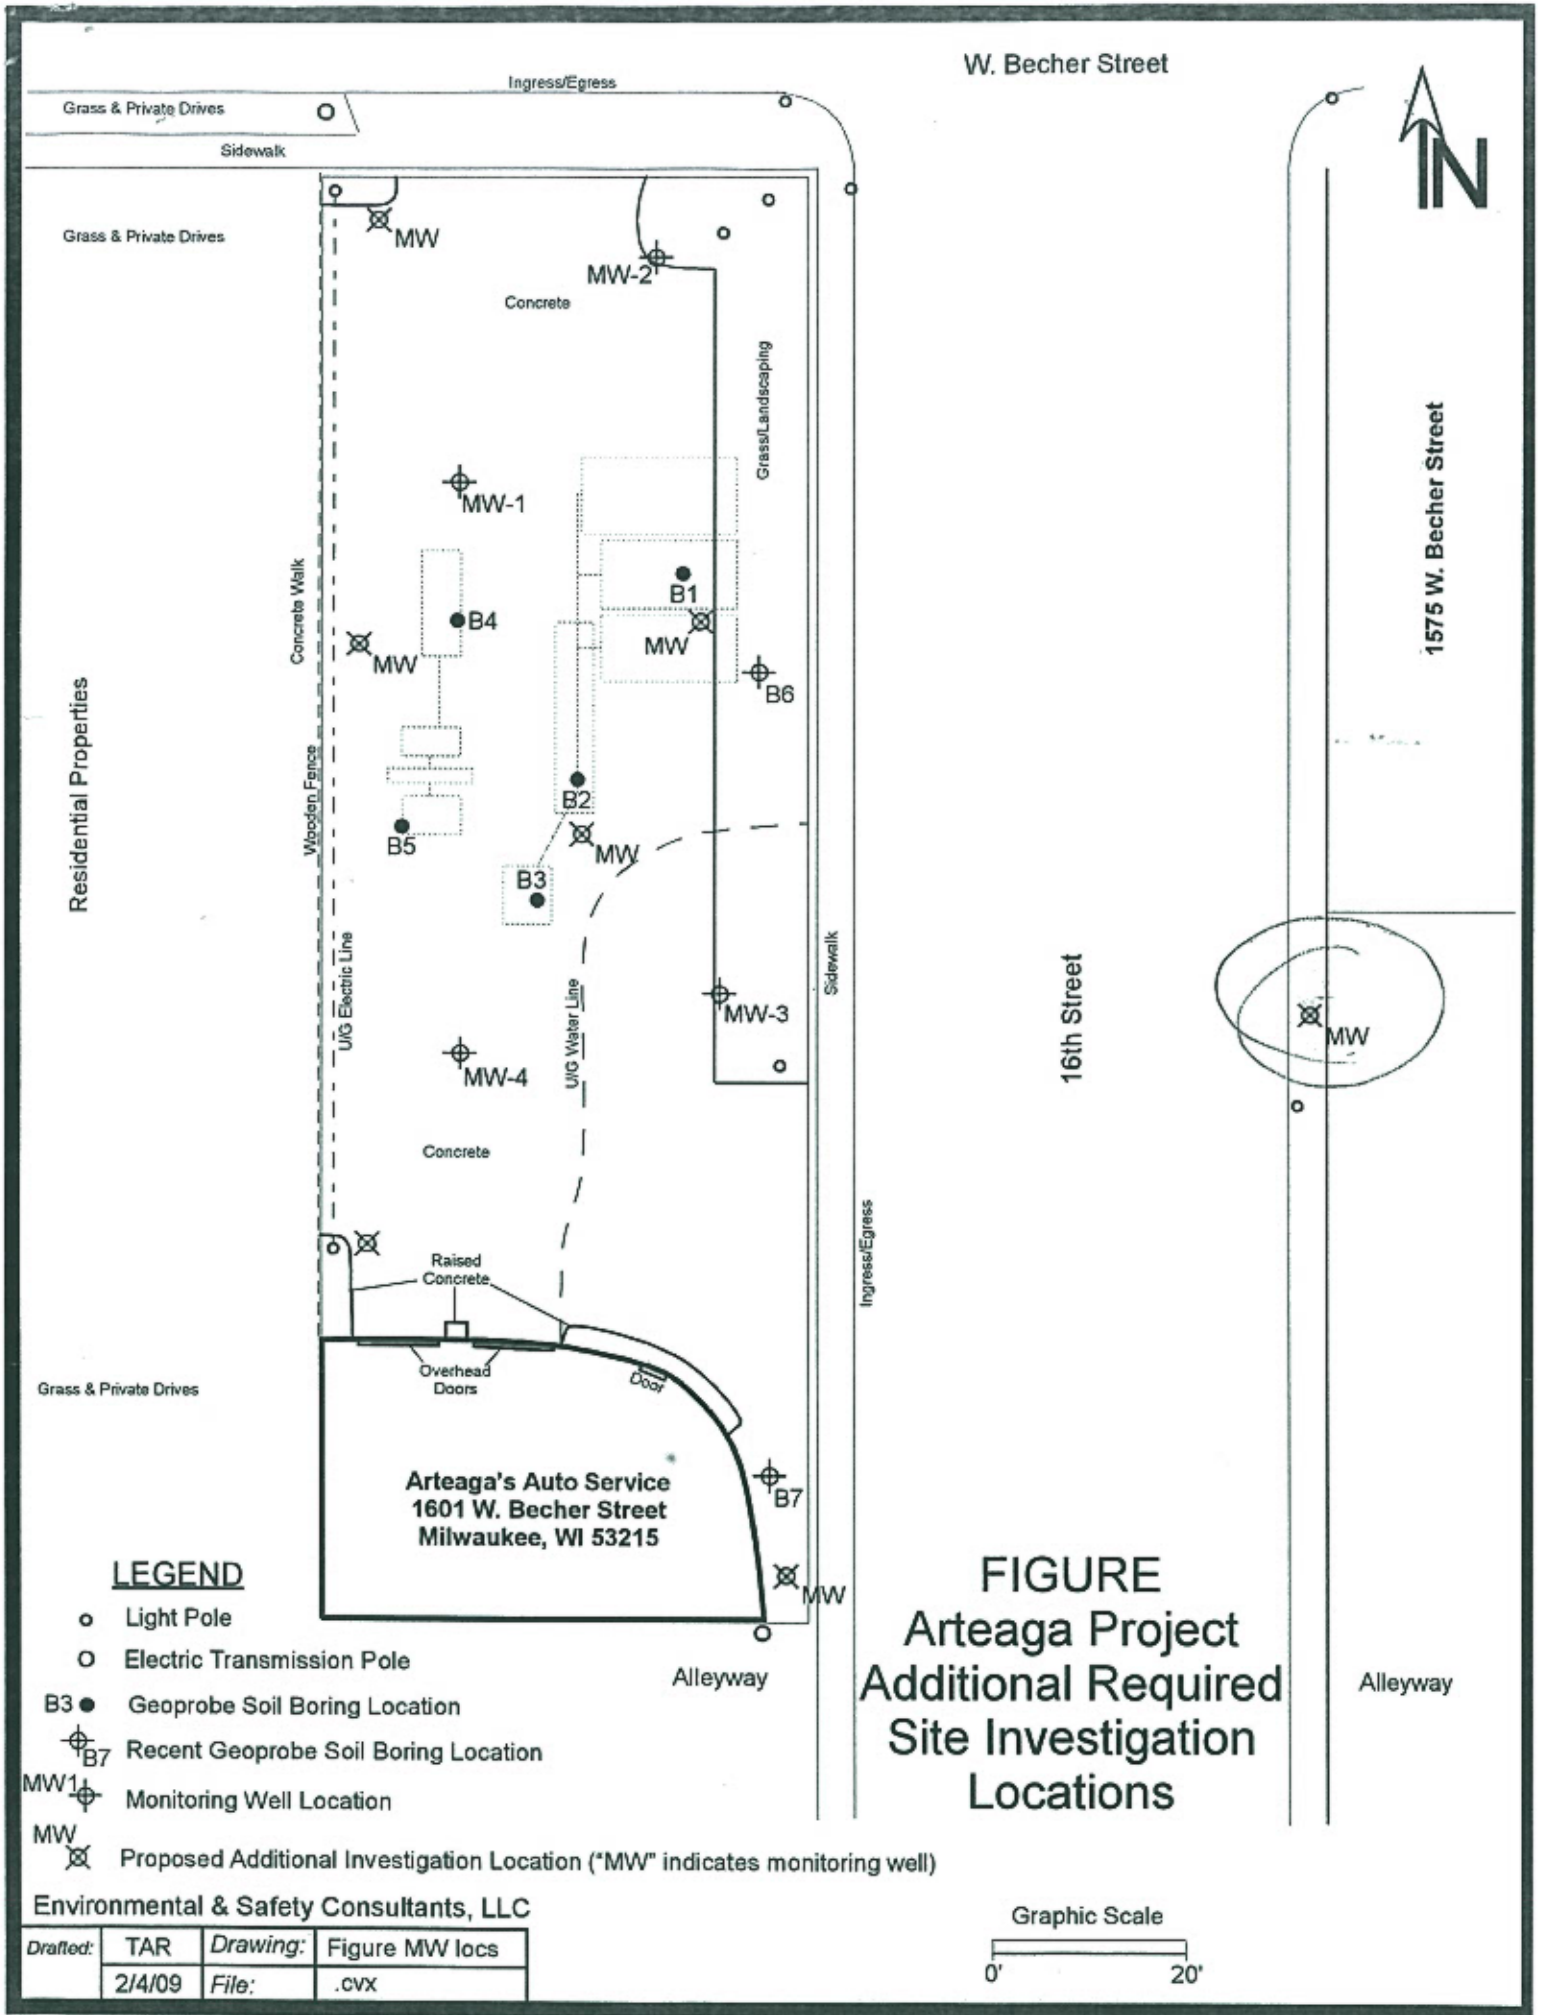 W. Becher Street
Ingress/Egress
Grass & Private Drives
Sidewalk
N
Grass & Private Drives
MW
MW-2
Concrete
Grass/Landscaping
1575 W. Becher Street
MW-1
Concrete Walk
B1
B4
MW
MW
B6
Residential Properties
Wooden Fence
B2
B5
MW
B3
U/G Electric Line
U/G Water Line
Sidewalk
16th Street
MW-3
MW
MW-4
Concrete
Ingress/Egress
Raised
Concrete
Overhead
Doors
Door
Grass & Private Drives
Arteaga's Auto Service
1601 W. Becher Street
Milwaukee, WI 53215
B7
MW
Alleyway
Alleyway
FIGURE
Arteaga Project
Additional Required
Site Investigation
Locations
LEGEND
Light Pole
Electric Transmission Pole
B3 Geoprobe Soil Boring Location
B7 Recent Geoprobe Soil Boring Location
MW1 Monitoring Well Location
MW Proposed Additional Investigation Location ("MW" indicates monitoring well)
Environmental & Safety Consultants, LLC
Drafted: TAR Drawing: Figure MW locs
2/4/09 File: .cvx
Graphic Scale
0' 20'